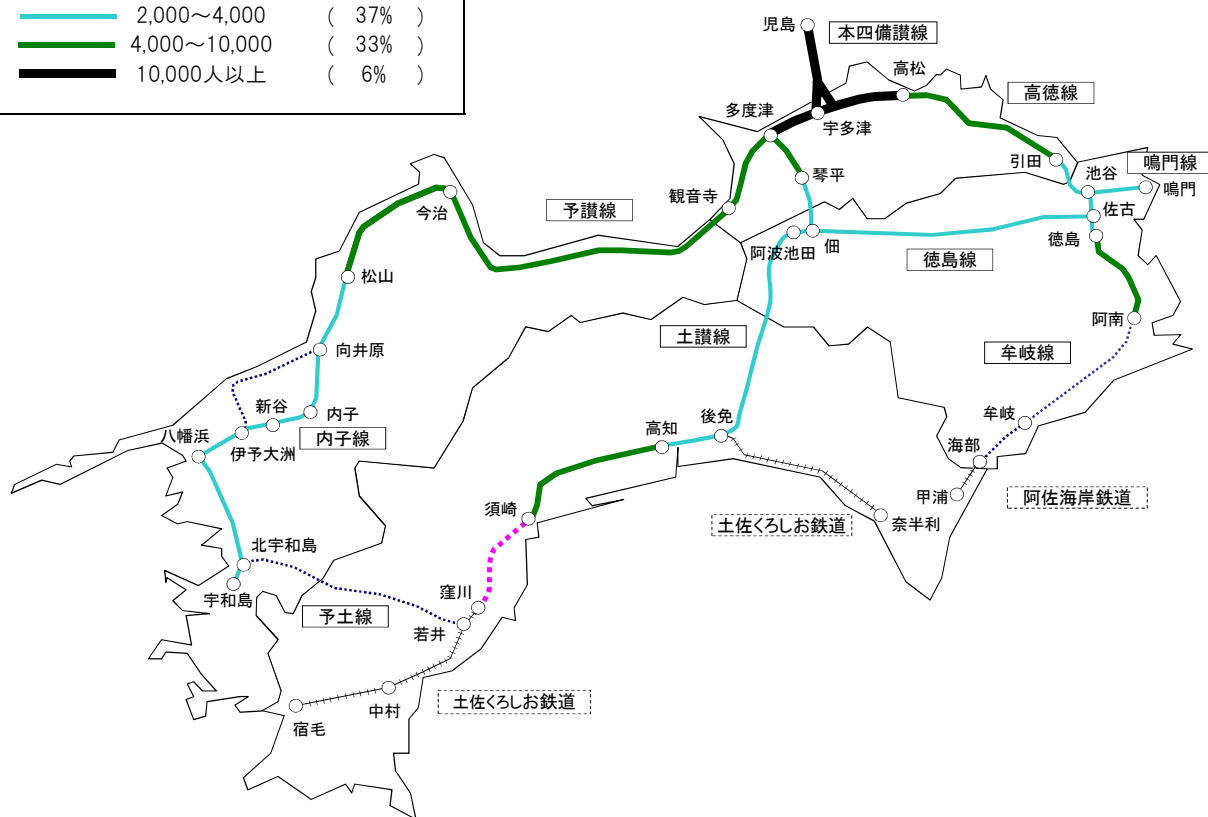 2,000～4,000 ( 37% )
4,000～10,000 ( 33% )
10,000人以上 ( 6% )
児島
本四備讃線
高松
高徳線
多度津
宇多津
引田
鳴門線
池谷
鳴門
琴平
今治
観音寺
予讃線
佐古
徳島
阿波池田
佃
徳島線
松山
阿南
土讃線
向井原
牟岐線
新谷
内子
牟岐
後免
高知
八幡浜
伊予大洲
内子線
海部
甲浦
阿佐海岸鉄道
須崎
土佐くろしお鉄道
奈半利
北宇和島
窪川
宇和島
予土線
若井
土佐くろしお鉄道
中村
宿毛